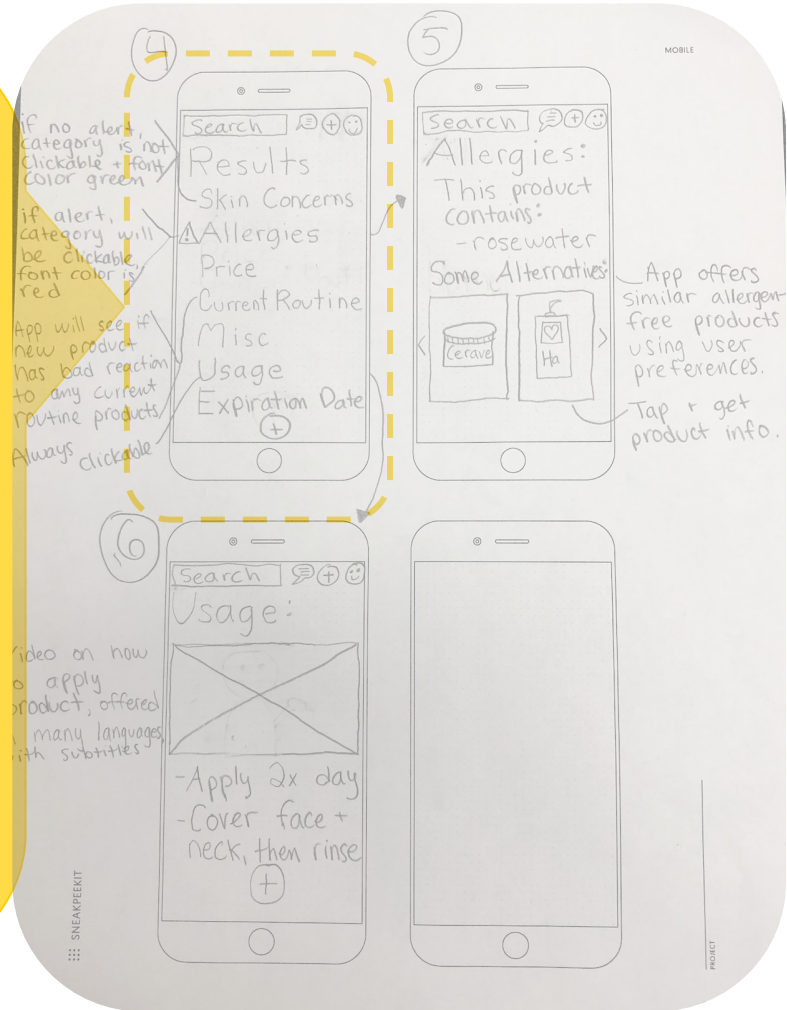 4
5
MOBILE
if no alert,
category is not
clickable + font
color green
if alert,
category will
be clickable,
font color is
red
App will see if
new product
has bad reaction
to any current
routine products
Always clickable
Search
Results
Skin Concerns
Allergies
Price
Current Routine
Misc
Usage
Expiration Date
Search
Allergies:
This product
contains:
-rosewater
Some Alternatives:
Cerave
Ha
App offers
similar allergen-
free products
using user
preferences.
Tap + get
product info.
6
Search
Usage:
-Apply 2x day
-Cover face +
neck, then rinse
video on how
to apply
product, offered
many languages
with subtitles
SNEAKPEEKIT
PROJECT